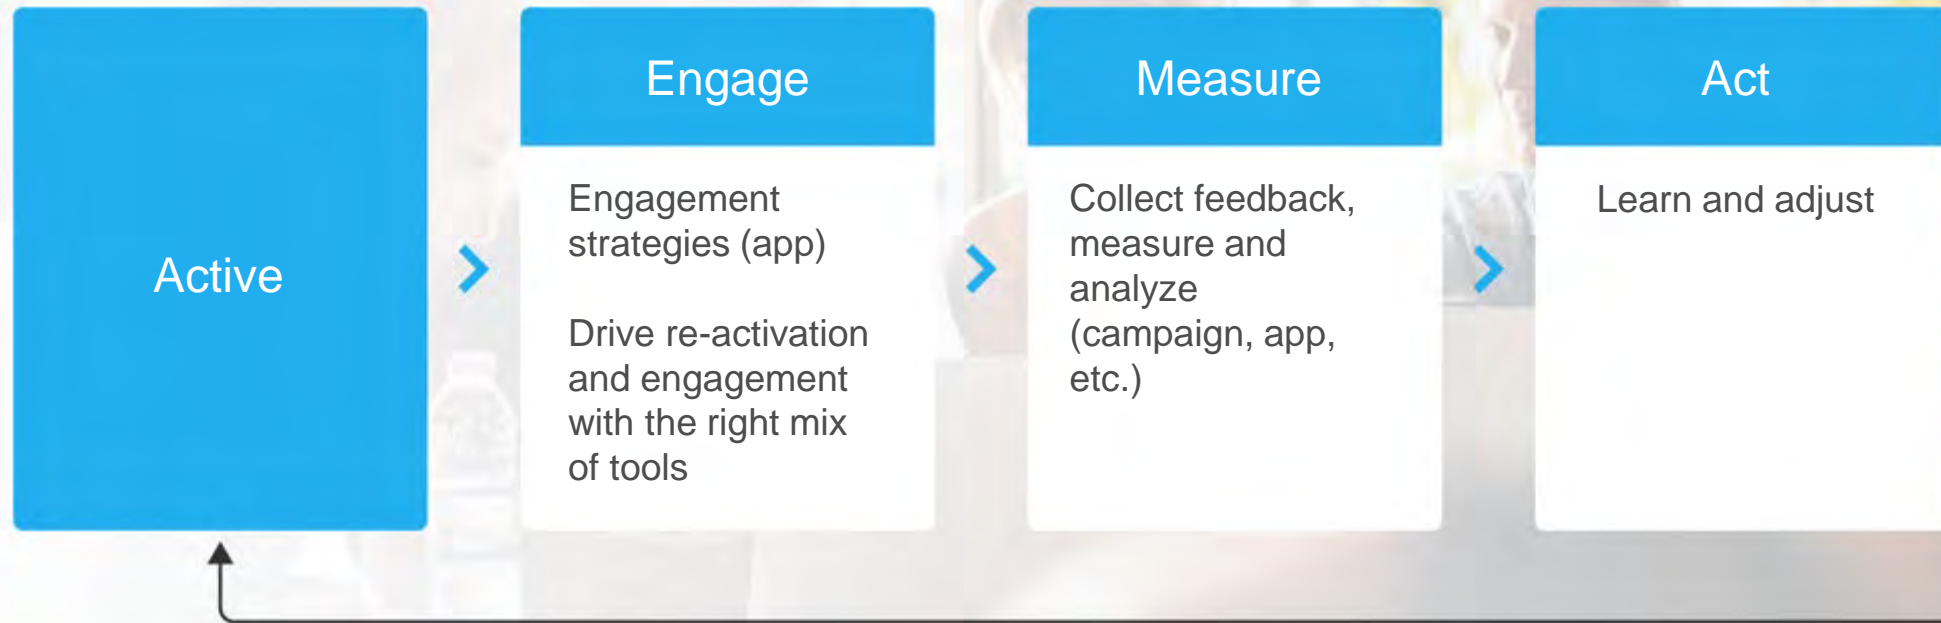 Active
Engage
Engagement
strategies (app)
Drive re-activation
and engagement
with the right mix
of tools
Measure
Collect feedback,
measure and
analyze
(campaign, app,
etc.)
Act
Learn and adjust